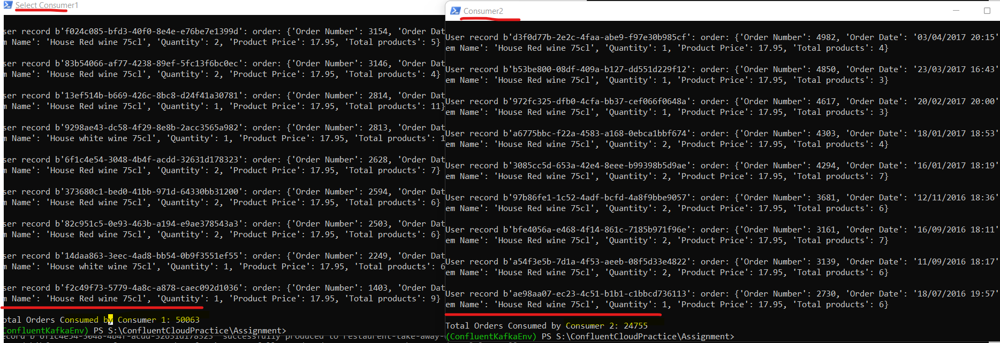 Select Consumer1
ser record b'f024c085-bfd3-40f0-8e4e-e76be7e1399d': order: {'Order Number': 3154, 'Order Dat
m Name': 'House Red wine 75cl', 'Quantity': 2, 'Product Price': 17.95, 'Total products': 5}
ser record b'83b54066-af77-4238-89ef-5fc13f6bc0ec': order: {'Order Number': 3146, 'Order Dat
m Name': 'House Red wine 75cl', 'Quantity': 2, 'Product Price': 17.95, 'Total products': 4}
ser record b'13ef514b-b669-426c-8bc8-d24f41a30781': order: {'Order Number': 2814, 'Order Dat
m Name': 'House Red wine 75cl', 'Quantity': 1, 'Product Price': 17.95, 'Total products': 11}
ser record b'9298ae43-dc58-4f29-8e8b-2acc3565a982': order: {'Order Number': 2813, 'Order Dat
m Name': 'House white wine 75cl', 'Quantity': 1, 'Product Price': 17.95, 'Total products': 1
ser record b'6f1c4e54-3048-4b4f-acdd-32631d178323': order: {'Order Number': 2628, 'Order Dat
m Name': 'House Red wine 75cl', 'Quantity': 2, 'Product Price': 17.95, 'Total products': 7}
ser record b'373680c1-bed0-41bb-971d-64330bb31200': order: {'Order Number': 2594, 'Order Dat
m Name': 'House Red wine 75cl', 'Quantity': 2, 'Product Price': 17.95, 'Total products': 6}
ser record b'82c951c5-0e93-463b-a194-e9ae378543a3': order: {'Order Number': 2503, 'Order Dat
m Name': 'House Red wine 75cl', 'Quantity': 2, 'Product Price': 17.95, 'Total products': 6}
ser record b'14daa863-3eec-4ad8-bb54-0b9f3551ef55': order: {'Order Number': 2249, 'Order Dat
m Name': 'House white wine 75cl', 'Quantity': 1, 'Product Price': 17.95, 'Total products': 6
ser record b'f2c49f73-5779-4a8c-a878-caec092d1036': order: {'Order Number': 1403, 'Order Dat
m Name': 'House Red wine 75cl', 'Quantity': 1, 'Product Price': 17.95, 'Total products': 9}
otal Orders Consumed by Consumer 1: 50063
ConfluentKafkaEnv) PS S:\ConfluentCloudPractice\Assignment>
Consumer2
User record b'd3f0d77b-2e2c-4faa-abe9-f97e30b985cf': order: {'Order Number': 4982, 'Order Date': '03/04/2017 20:15'
em Name': 'House Red wine 75cl', 'Quantity': 1, 'Product Price': 17.95, 'Total products': 4}
User record b'b53be800-08df-409a-b127-dd551d229f12': order: {'Order Number': 4850, 'Order Date': '23/03/2017 16:43'
em Name': 'House Red wine 75cl', 'Quantity': 1, 'Product Price': 17.95, 'Total products': 3}
User record b'972fc325-dfb0-4cfa-bb37-cef066f0648a': order: {'Order Number': 4617, 'Order Date': '20/02/2017 20:00'
em Name': 'House Red wine 75cl', 'Quantity': 1, 'Product Price': 17.95, 'Total products': 3}
User record b'a6775bbc-f22a-4583-a168-0ebca1bbf674': order: {'Order Number': 4303, 'Order Date': '18/01/2017 18:53'
em Name': 'House Red wine 75cl', 'Quantity': 2, 'Product Price': 17.95, 'Total products': 4}
User record b'3085cc5d-653a-42e4-8eee-b99398b5d9ae': order: {'Order Number': 4294, 'Order Date': '16/01/2017 18:19'
em Name': 'House Red wine 75cl', 'Quantity': 2, 'Product Price': 17.95, 'Total products': 7}
User record b'97b86fe1-1c52-4adf-bcfd-4a8f9bbe9057': order: {'Order Number': 3681, 'Order Date': '12/11/2016 18:36'
em Name': 'House Red wine 75cl', 'Quantity': 2, 'Product Price': 17.95, 'Total products': 6}
User record b'bfe4056a-e468-4f14-861c-7185b971f96e': order: {'Order Number': 3161, 'Order Date': '16/09/2016 18:11'
em Name': 'House Red wine 75cl', 'Quantity': 2, 'Product Price': 17.95, 'Total products': 7}
User record b'a54f3e5b-7d1a-4f53-aeeb-08f5d33e4822': order: {'Order Number': 3139, 'Order Date': '11/09/2016 18:17'
em Name': 'House Red wine 75cl', 'Quantity': 2, 'Product Price': 17.95, 'Total products': 6}
User record b'ae98aa07-ec23-4c51-b1b1-c1bbcd736113': order: {'Order Number': 2730, 'Order Date': '18/07/2016 19:57'
em Name': 'House Red wine 75cl', 'Quantity': 1, 'Product Price': 17.95, 'Total products': 6}
Total Orders Consumed by Consumer 2: 24755
(ConfluentKafkaEnv) PS S:\ConfluentCloudPractice\Assignment>